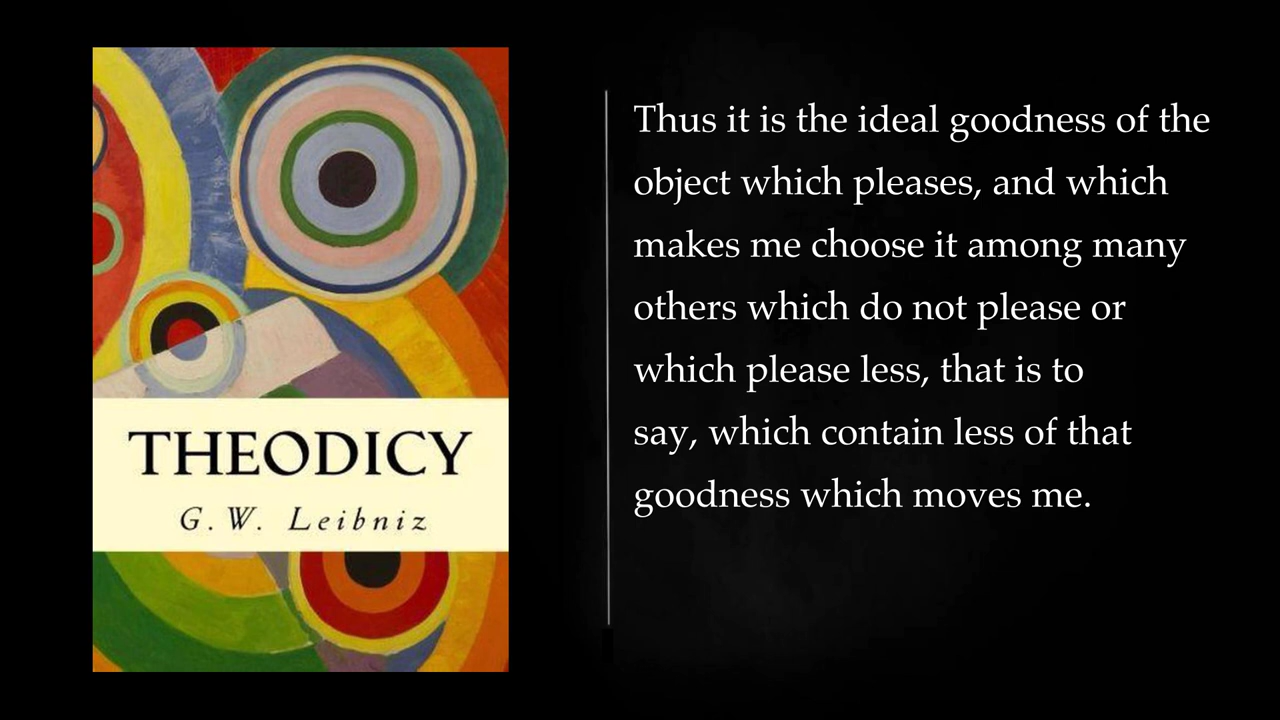 THEODICY
G. W. Leibniz
Thus it is the ideal goodness of the
object which pleases, and which
makes me choose it among many
others which do not please or
which please less, that is to
say, which contain less of that
goodness which moves me.